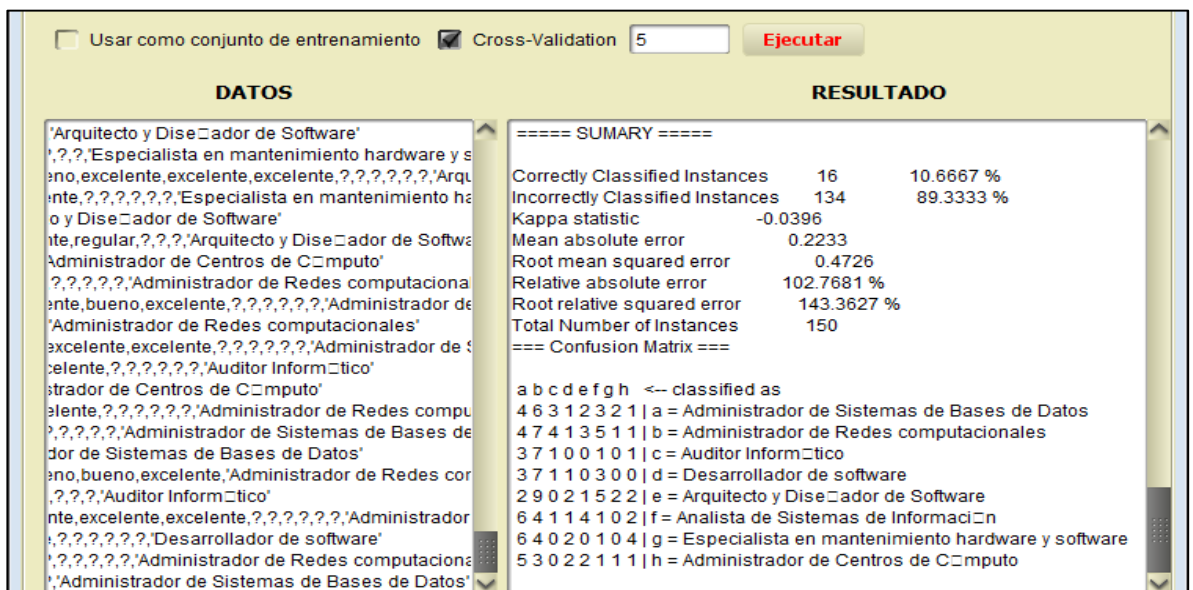 Usar como conjunto de entrenamiento Cross-Validation 5 Ejecutar
DATOS
'Arquitecto y Dise□ador de Software'
',?,?,'Especialista en mantenimiento hardware y s
eno,excelente,excelente,excelente,?,?,?,?,?,?,'Arqu
ente,?,?,?,?,?,?,'Especialista en mantenimiento ha
o y Dise□ador de Software'
nte,regular,?,?,?,'Arquitecto y Dise□ador de Softwa
Administrador de Centros de C□mputo'
?,?,?,?,?,'Administrador de Redes computaciona
ente,bueno,excelente,?,?,?,?,?,?,'Administrador de
'Administrador de Redes computacionales'
excelente,excelente,?,?,?,?,?,?,'Administrador de S
celente,?,?,?,?,?,?,'Auditor Inform□tico'
strador de Centros de C□mputo'
elente,?,?,?,?,?,?,'Administrador de Redes compu
?,?,?,?,?,'Administrador de Sistemas de Bases de
dor de Sistemas de Bases de Datos'
eno,bueno,excelente,'Administrador de Redes cor
,?,?,?,'Auditor Inform□tico'
nte,excelente,excelente,?,?,?,?,?,?,'Administrador
,?,?,?,?,?,?,'Desarrollador de software'
',?,?,?,?,?,'Administrador de Redes computaciona
','Administrador de Sistemas de Bases de Datos'
RESULTADO
===== SUMARY =====
Correctly Classified Instances 16 10.6667 %
Incorrectly Classified Instances 134 89.3333 %
Kappa statistic -0.0396
Mean absolute error 0.2233
Root mean squared error 0.4726
Relative absolute error 102.7681 %
Root relative squared error 143.3627 %
Total Number of Instances 150
=== Confusion Matrix ===
a b c d e f g h <-- classified as
4 6 3 1 2 3 2 1 | a = Administrador de Sistemas de Bases de Datos
4 7 4 1 3 5 1 1 | b = Administrador de Redes computacionales
3 7 1 0 0 1 0 1 | c = Auditor Inform□tico
3 7 1 1 0 3 0 0 | d = Desarrollador de software
2 9 0 2 1 5 2 2 | e = Arquitecto y Dise□ador de Software
6 4 1 1 4 1 0 2 | f = Analista de Sistemas de Informaci□n
6 4 0 2 0 1 0 4 | g = Especialista en mantenimiento hardware y software
5 3 0 2 2 1 1 1 | h = Administrador de Centros de C□mputo